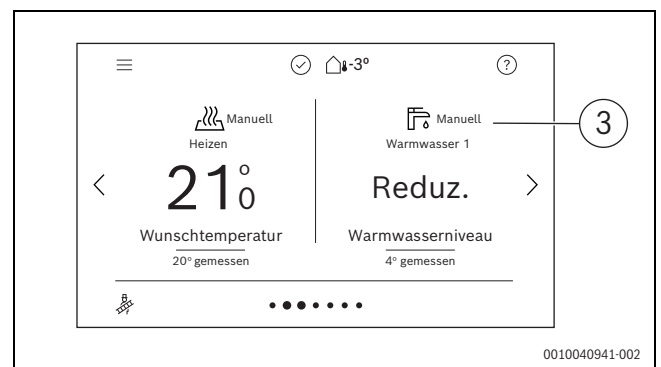 -3°
?
Manuell
Heizen
21°0
Wunschtemperatur
20° gemessen
Manuell
Warmwasser 1
Reduz.
Warmwasserniveau
4° gemessen
3
0010040941-002